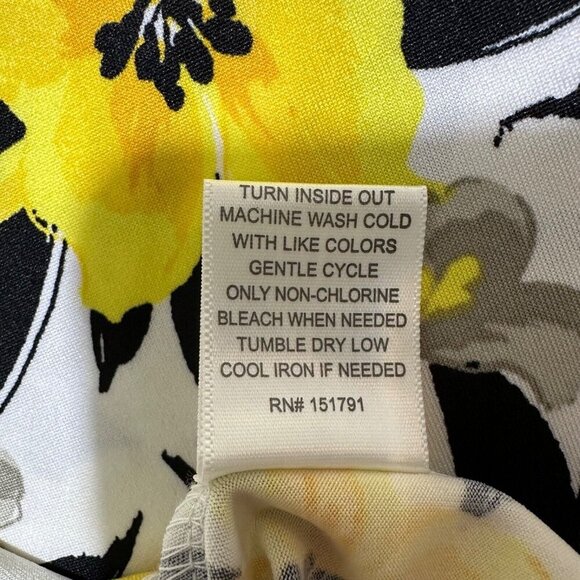 TURN INSIDE OUT
MACHINE WASH COLD
WITH LIKE COLORS
GENTLE CYCLE
ONLY NON-CHLORINE
BLEACH WHEN NEEDED
TUMBLE DRY LOW
COOL IRON IF NEEDED
RN# 151791